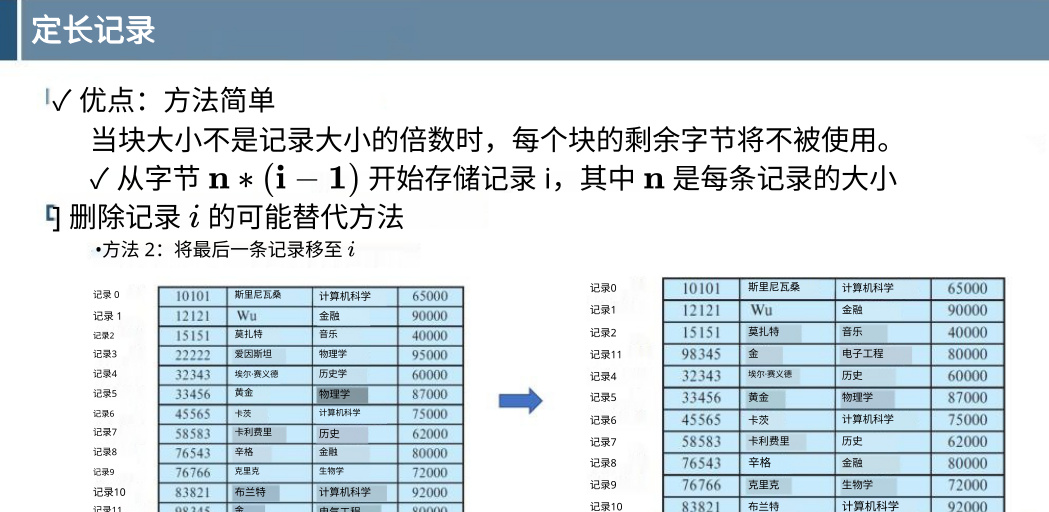 定长记录
✓ 优点：方法简单
当块大小不是记录大小的倍数时，每个块的剩余字节将不被使用。
✓ 从字节 n ∗ (i − 1) 开始存储记录 i，其中 n 是每条记录的大小
删除记录 i 的可能替代方法
•方法 2：将最后一条记录移至 i
记录 0 10101 斯里尼瓦桑 计算机科学 65000
记录 1 12121 Wu 金融 90000
记录2 15151 莫扎特 音乐 40000
记录3 22222 爱因斯坦 物理学 95000
记录4 32343 埃尔·赛义德 历史学 60000
记录5 33456 黄金 物理学 87000
记录6 45565 卡茨 计算机科学 75000
记录7 58583 卡利费里 历史 62000
记录8 76543 辛格 金融 80000
记录9 76766 克里克 生物学 72000
记录10 83821 布兰特 计算机科学 92000
记录11 98345 金 电气工程 80000
记录0 10101 斯里尼瓦桑 计算机科学 65000
记录1 12121 Wu 金融 90000
记录2 15151 莫扎特 音乐 40000
记录11 98345 金 电子工程 80000
记录4 32343 埃尔·赛义德 历史 60000
记录5 33456 黄金 物理学 87000
记录6 45565 卡茨 计算机科学 75000
记录7 58583 卡利费里 历史 62000
记录8 76543 辛格 金融 80000
记录9 76766 克里克 生物学 72000
记录10 83821 布兰特 计算机科学 92000